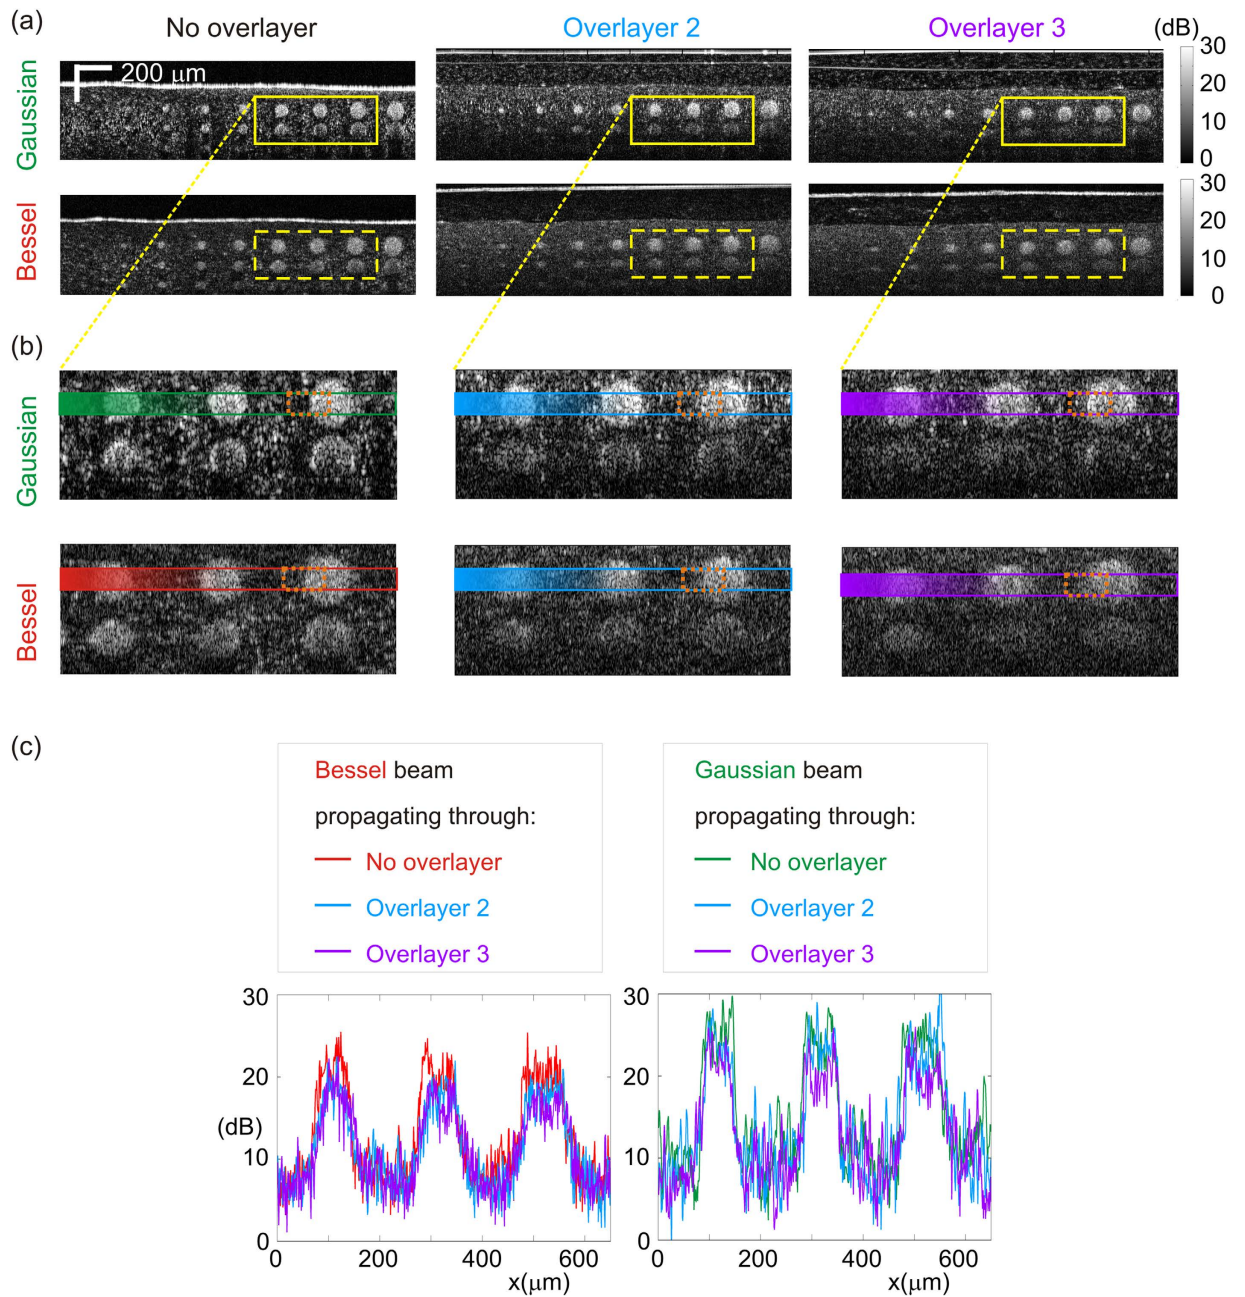 (a)
No overlayer
Overlayer 2
Overlayer 3
(dB)
Gaussian
200 μm
30
20
10
0
Bessel
30
20
10
0
(b)
Gaussian
Bessel
(c)
Bessel beam
propagating through:
No overlayer
Overlayer 2
Overlayer 3
Gaussian beam
propagating through:
No overlayer
Overlayer 2
Overlayer 3
30
20
(dB)
10
0
0
200
400
600
x(μm)
30
20
10
0
0
200
400
600
x(μm)